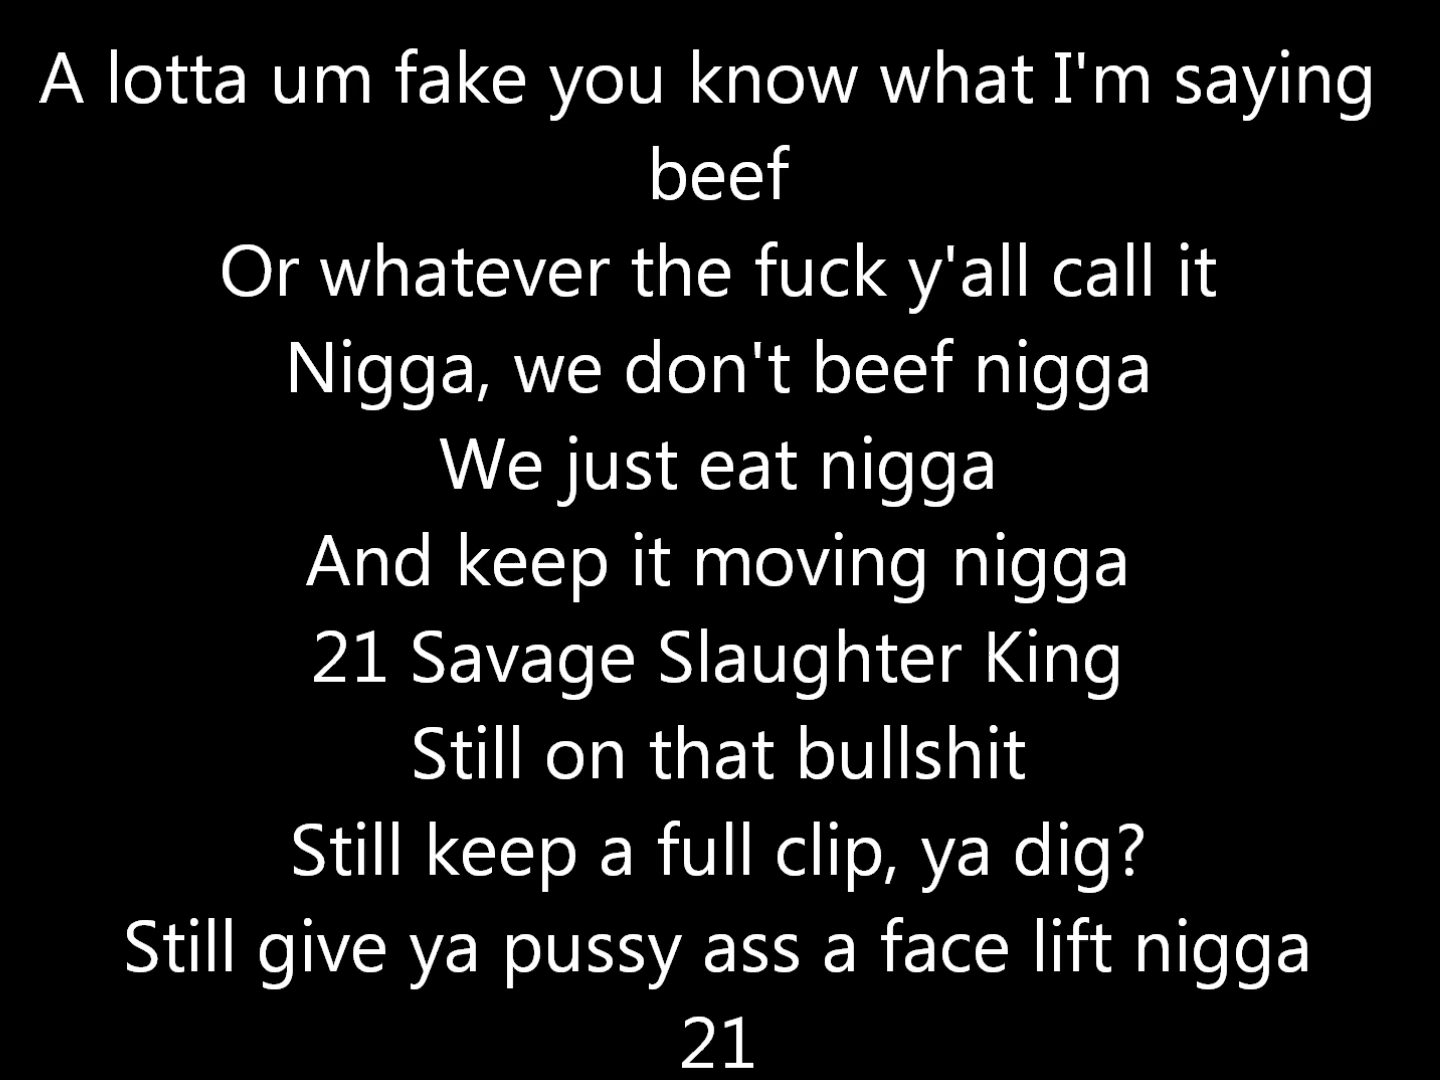 A lotta um fake you know what I'm saying
beef
Or whatever the fuck y'all call it
Nigga, we don't beef nigga
We just eat nigga
And keep it moving nigga
21 Savage Slaughter King
Still on that bullshit
Still keep a full clip, ya dig?
Still give ya pussy ass a face lift nigga
21